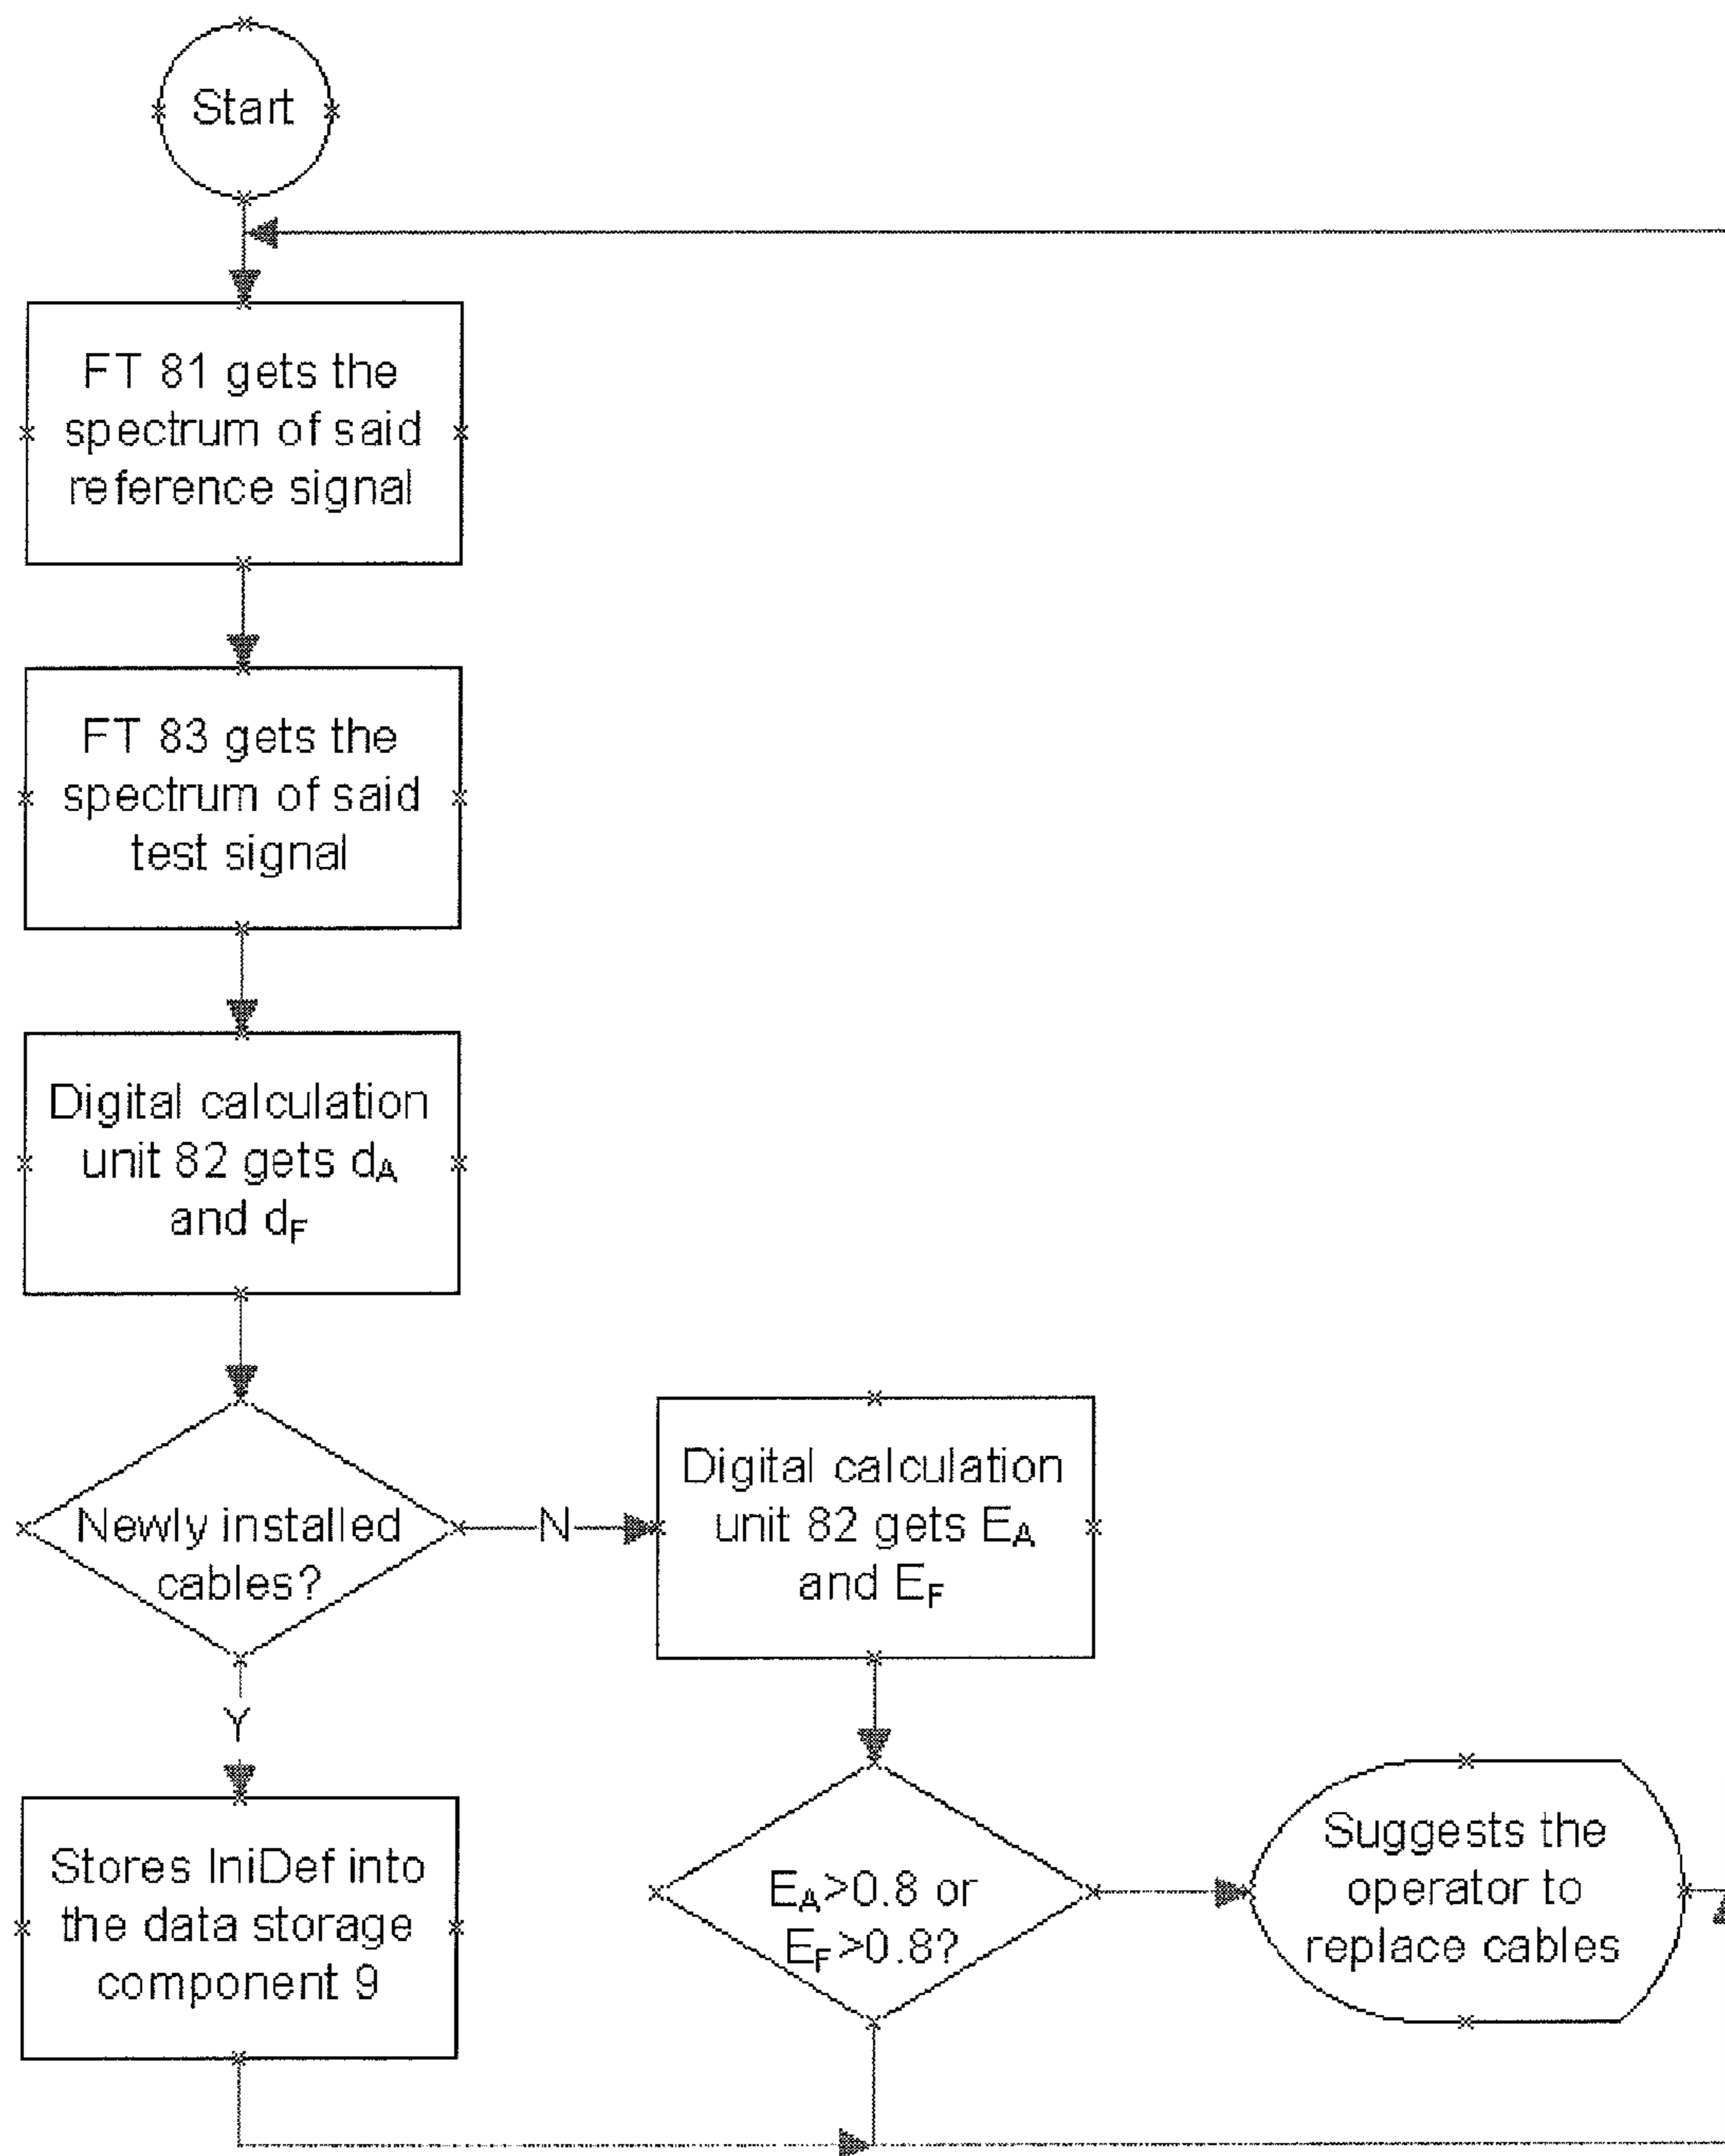 Start
FT 81 gets the
spectrum of said
reference signal
FT 83 gets the
spectrum of said
test signal
Digital calculation
unit 82 gets dA
and dF
Newly installed
cables?
N
Digital calculation
unit 82 gets EA
and EF
Y
Stores IniDef into
the data storage
component 9
EA>0.8 or
EF>0.8?
Suggests the
operator to
replace cables